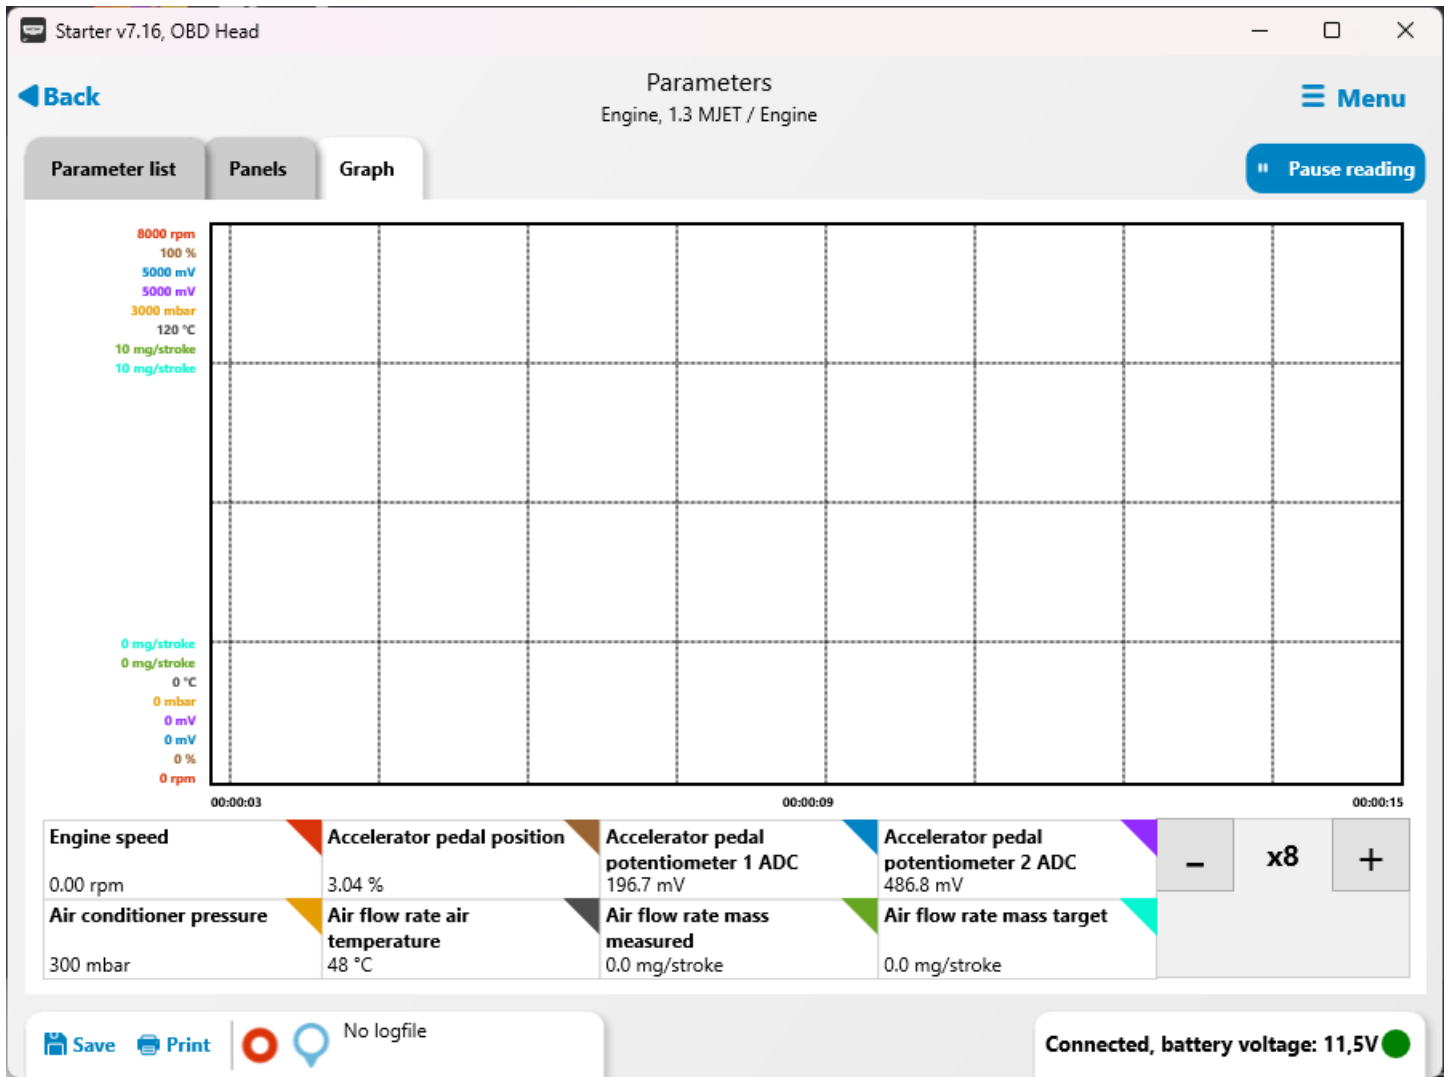 Starter v7.16, OBD Head
Back
Parameters
Engine, 1.3 MJET / Engine
Menu
Parameter list
Panels
Graph
Pause reading
8000 rpm
100 %
5000 mV
5000 mV
3000 mbar
120 °C
10 mg/stroke
10 mg/stroke
0 mg/stroke
0 mg/stroke
0 °C
0 mbar
0 mV
0 mV
0 %
0 rpm
00:00:03
00:00:09
00:00:15
Engine speed
0.00 rpm
Accelerator pedal position
3.04 %
Accelerator pedal
potentiometer 1 ADC
196.7 mV
Accelerator pedal
potentiometer 2 ADC
486.8 mV
– x8 +
Air conditioner pressure
300 mbar
Air flow rate air
temperature
48 °C
Air flow rate mass
measured
0.0 mg/stroke
Air flow rate mass target
0.0 mg/stroke
Save
Print
No logfile
Connected, battery voltage: 11,5V